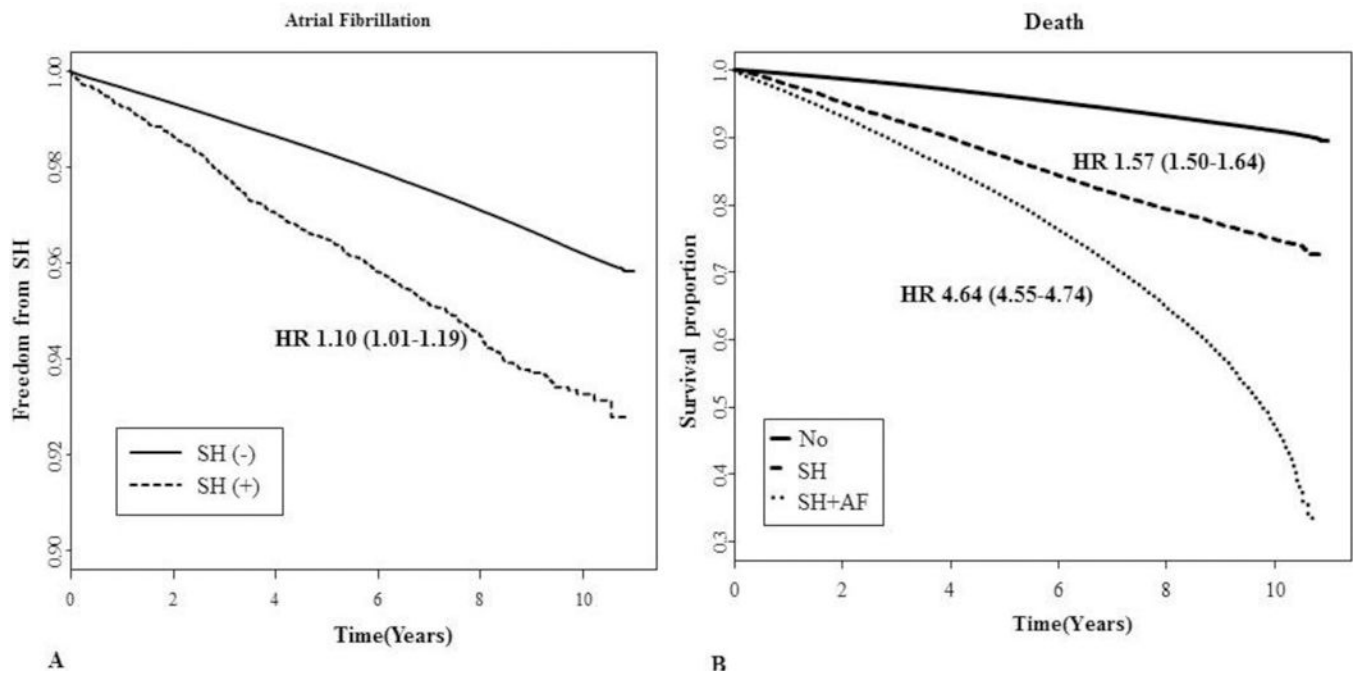 Atrial Fibrillation
Freedom from SH
1.00
0.98
0.96
0.94
0.92
0.90
HR 1.10 (1.01-1.19)
SH (-)
SH (+)
0
2
4
6
8
10
Time(Years)
A
Death
Survival proportion
1.0
0.9
0.8
0.7
0.6
0.5
0.4
0.3
HR 1.57 (1.50-1.64)
HR 4.64 (4.55-4.74)
No
SH
SH+AF
0
2
4
6
8
10
Time(Years)
B